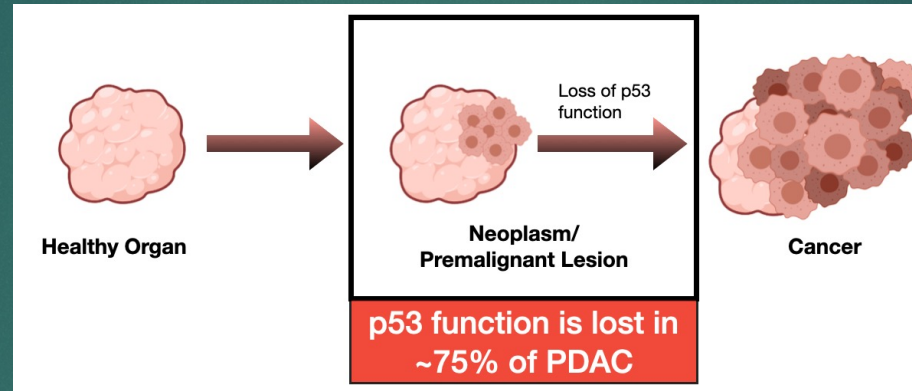 Loss of p53
function
Healthy Organ
Neoplasm/
Premalignant Lesion
Cancer
p53 function is lost in
~75% of PDAC